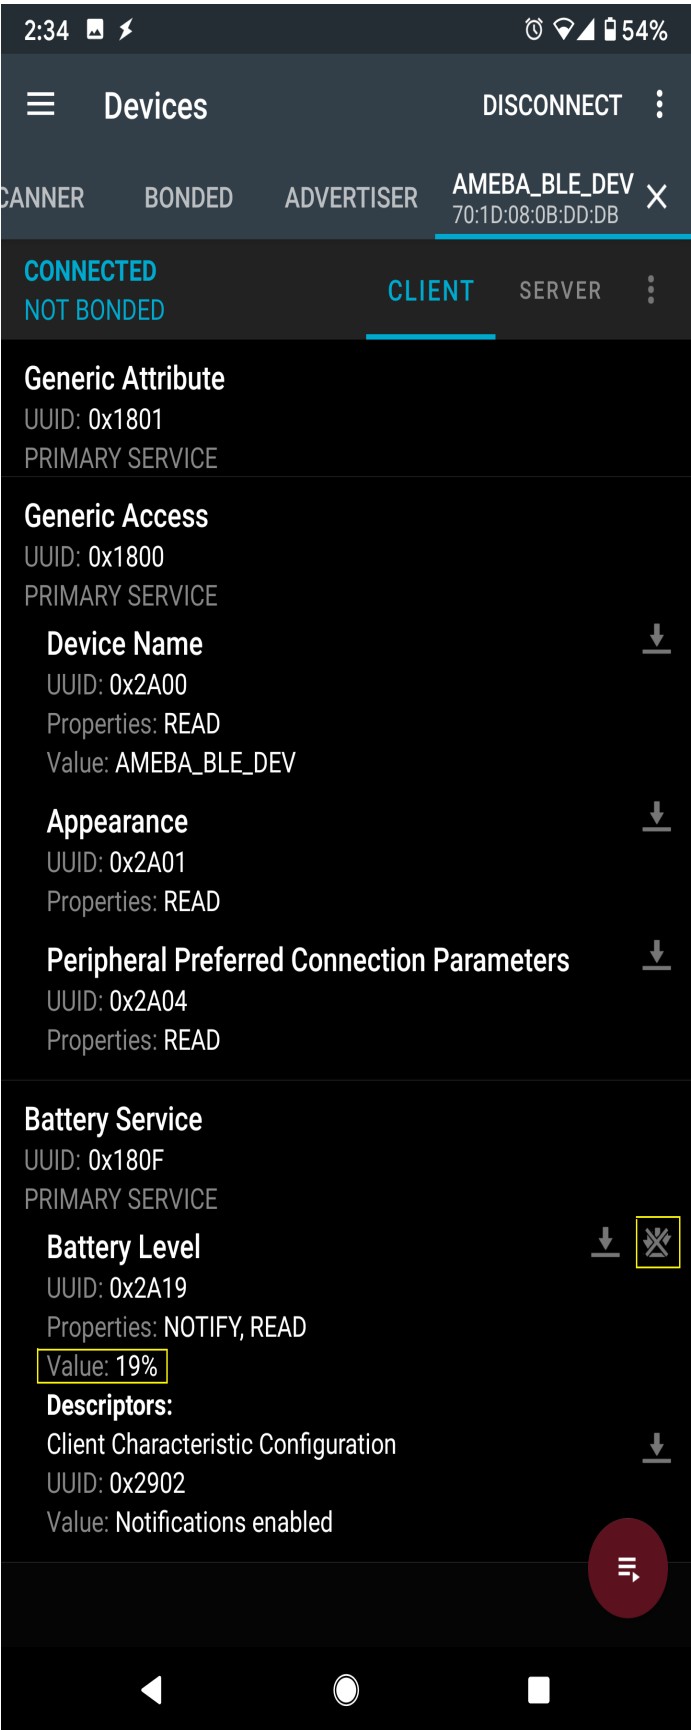 2:34 54%
Devices DISCONNECT
CANNER BONDED ADVERTISER AMEBA_BLE_DEV
70:1D:08:0B:DD:DB
CONNECTED
NOT BONDED
CLIENT SERVER
Generic Attribute
UUID: 0x1801
PRIMARY SERVICE
Generic Access
UUID: 0x1800
PRIMARY SERVICE
Device Name
UUID: 0x2A00
Properties: READ
Value: AMEBA_BLE_DEV
Appearance
UUID: 0x2A01
Properties: READ
Peripheral Preferred Connection Parameters
UUID: 0x2A04
Properties: READ
Battery Service
UUID: 0x180F
PRIMARY SERVICE
Battery Level
UUID: 0x2A19
Properties: NOTIFY, READ
Value: 19%
Descriptors:
Client Characteristic Configuration
UUID: 0x2902
Value: Notifications enabled